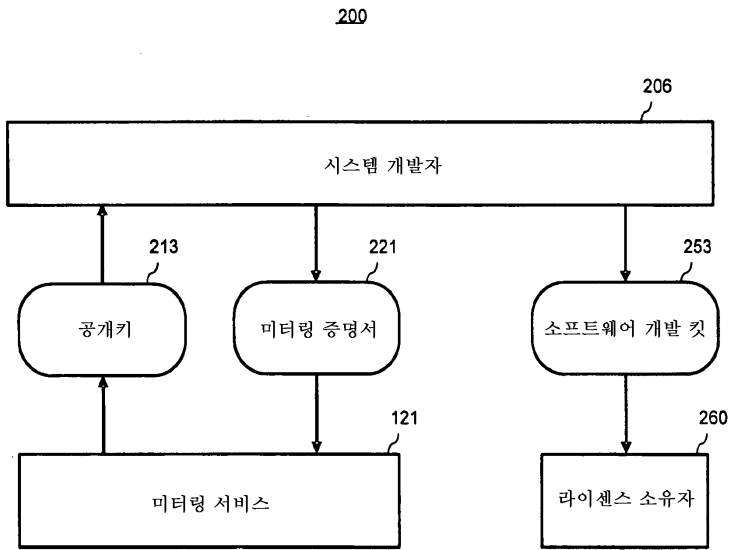 200
206
시스템 개발자
213
221
253
공개키
미터링 증명서
소프트웨어 개발 킷
121
260
미터링 서비스
라이센스 소유자